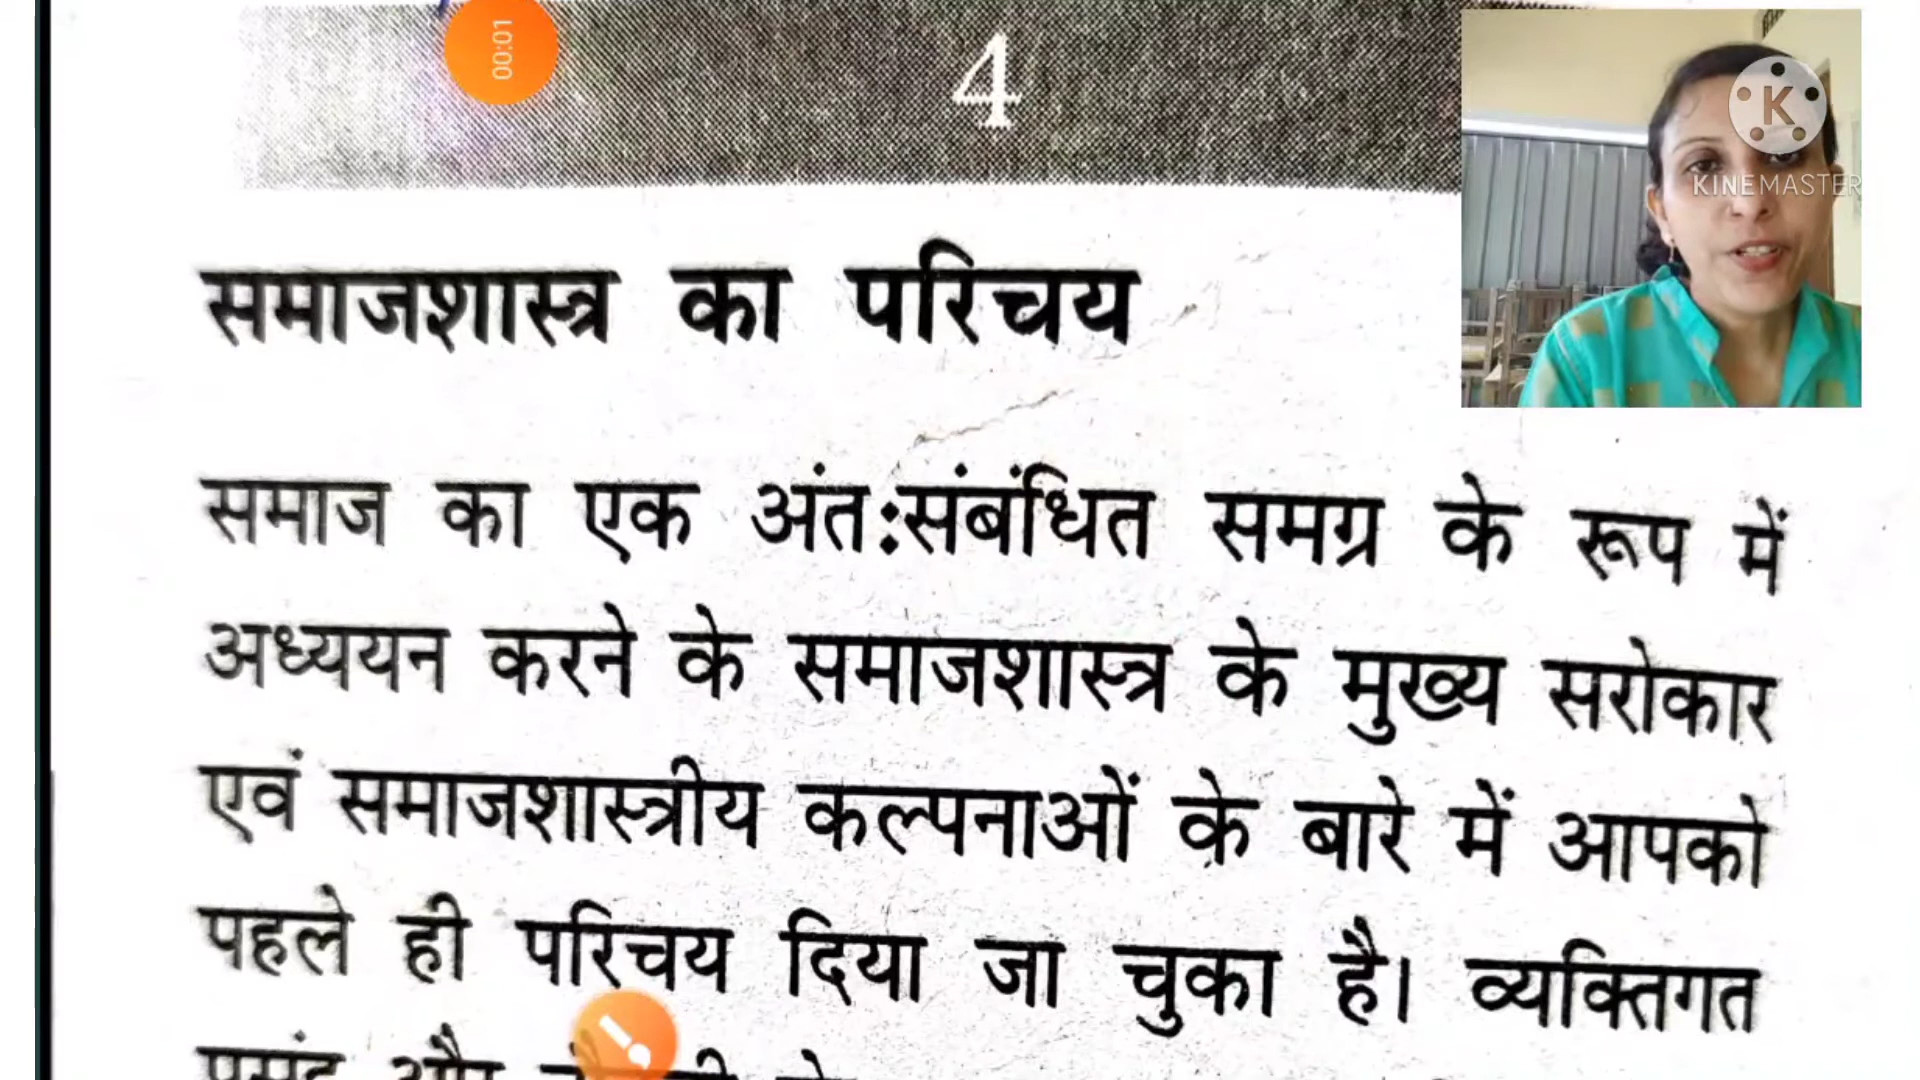 00:01
4
K
KINEMASTER
समाजशास्त्र का परिचय
समाज का एक अंत:संबंधित समग्र के रूप में
अध्ययन करने के समाजशास्त्र के मुख्य सरोकार
एवं समाजशास्त्रीय कल्पनाओं के बारे में आपको
पहले ही परिचय दिया जा चुका है। व्यक्तिगत